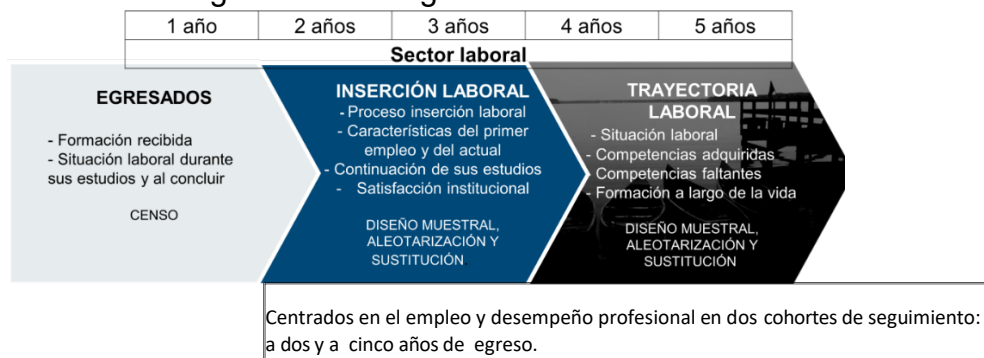 1 año 2 años 3 años 4 años 5 años
Sector laboral
EGRESADOS
- Formación recibida
- Situación laboral durante
sus estudios y al concluir
CENSO
INSERCIÓN LABORAL
- Proceso inserción laboral
- Características del primer
empleo y del actual
- Continuación de sus estudios
- Satisfacción institucional
DISEÑO MUESTRAL,
ALEOTARIZACIÓN Y
SUSTITUCIÓN
TRAYECTORIA
LABORAL
- Situación laboral
- Competencias adquiridas
- Competencias faltantes
- Formación a largo de la vida
DISEÑO MUESTRAL,
ALEOTARIZACIÓN Y
SUSTITUCIÓN
Centrados en el empleo y desempeño profesional en dos cohortes de seguimiento:
a dos y a cinco años de egreso.